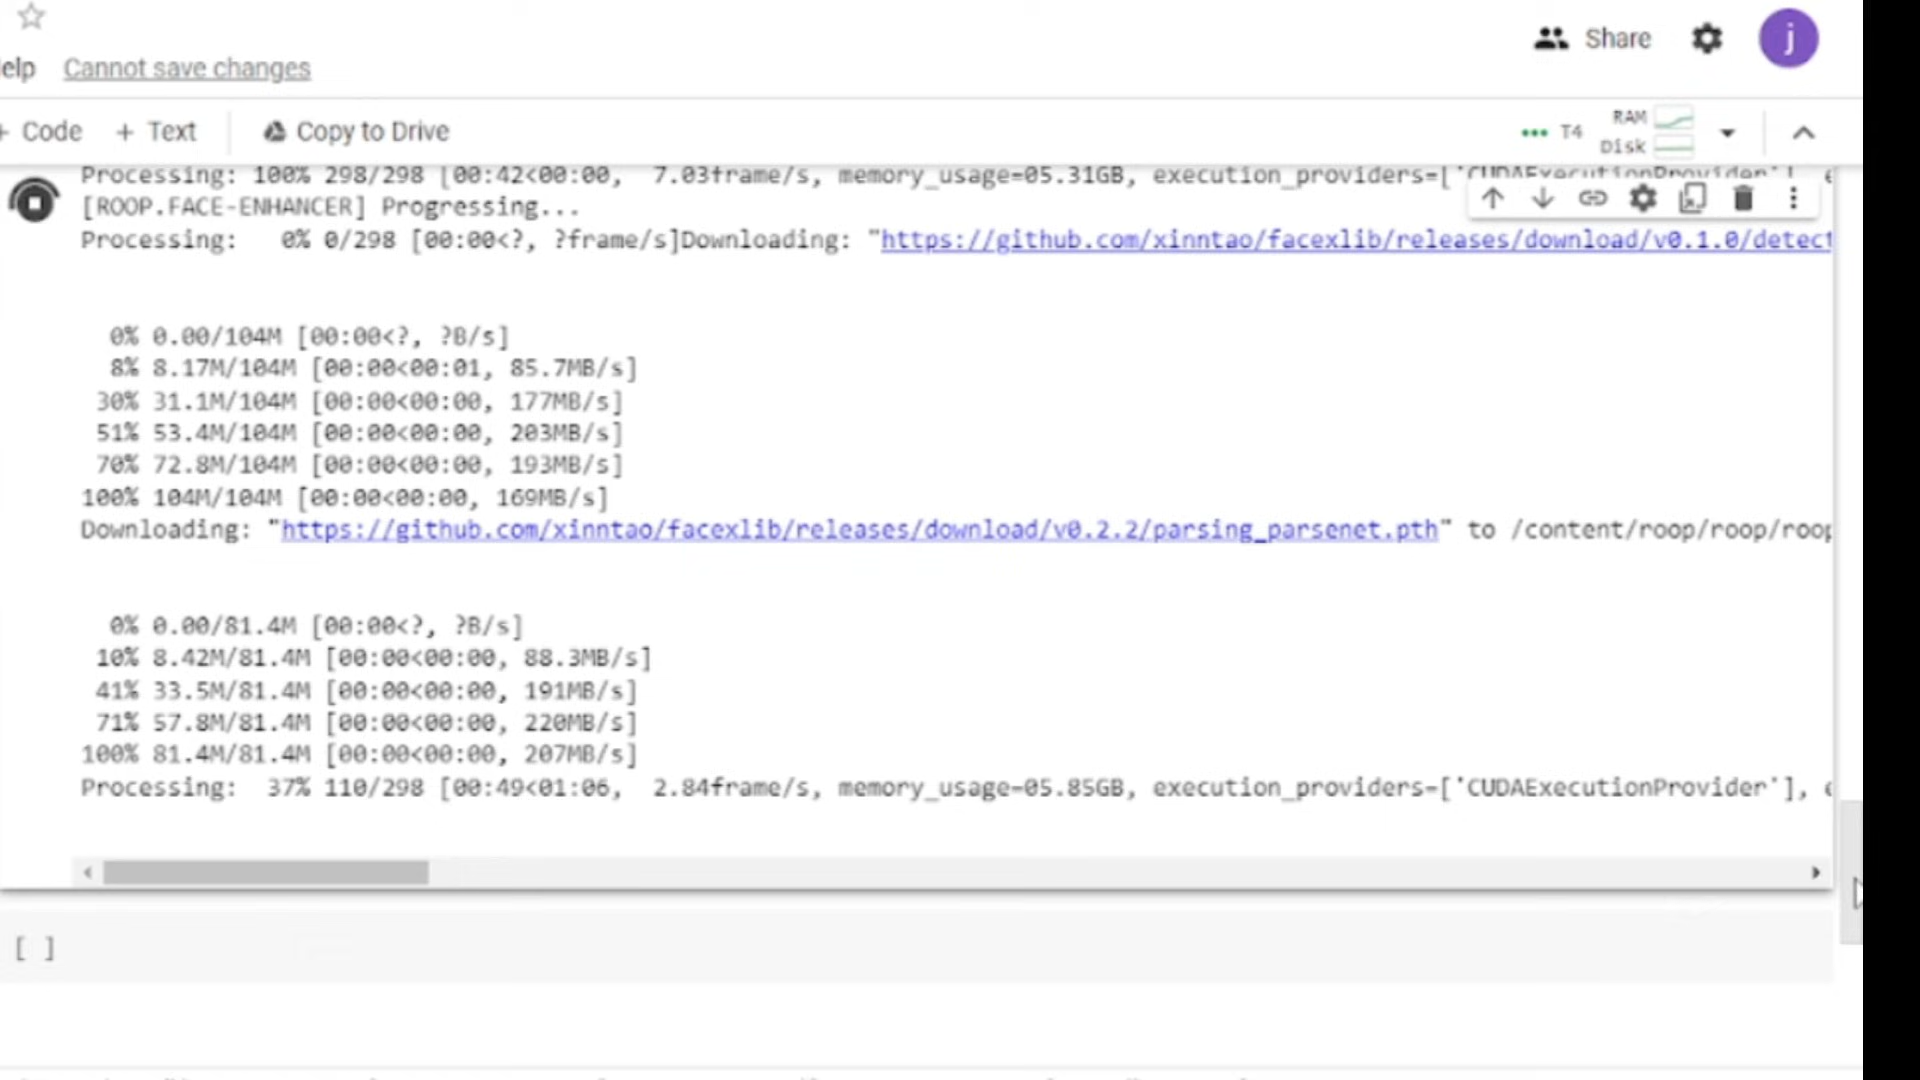 Share
j
elp Cannot save changes
+ Code + Text Copy to Drive
T4 RAM
Disk
Processing: 100% 298/298 [00:42<00:00, 7.03frame/s, memory_usage=05.31GB, execution_providers=['CUDAExecutionProvider'],
[ROOP.FACE-ENHANCER] Progressing...
Processing: 0% 0/298 [00:00<?, ?frame/s]Downloading: "https://github.com/xinntao/facexlib/releases/download/v0.1.0/detect
0% 0.00/104M [00:00<?, ?B/s]
8% 8.17M/104M [00:00<00:01, 85.7MB/s]
30% 31.1M/104M [00:00<00:00, 177MB/s]
51% 53.4M/104M [00:00<00:00, 203MB/s]
70% 72.8M/104M [00:00<00:00, 193MB/s]
100% 104M/104M [00:00<00:00, 169MB/s]
Downloading: "https://github.com/xinntao/facexlib/releases/download/v0.2.2/parsing_parsenet.pth" to /content/roop/roop/roop
0% 0.00/81.4M [00:00<?, ?B/s]
10% 8.42M/81.4M [00:00<00:00, 88.3MB/s]
41% 33.5M/81.4M [00:00<00:00, 191MB/s]
71% 57.8M/81.4M [00:00<00:00, 220MB/s]
100% 81.4M/81.4M [00:00<00:00, 207MB/s]
Processing: 37% 110/298 [00:49<01:06, 2.84frame/s, memory_usage=05.85GB, execution_providers=['CUDAExecutionProvider'], e
[ ]